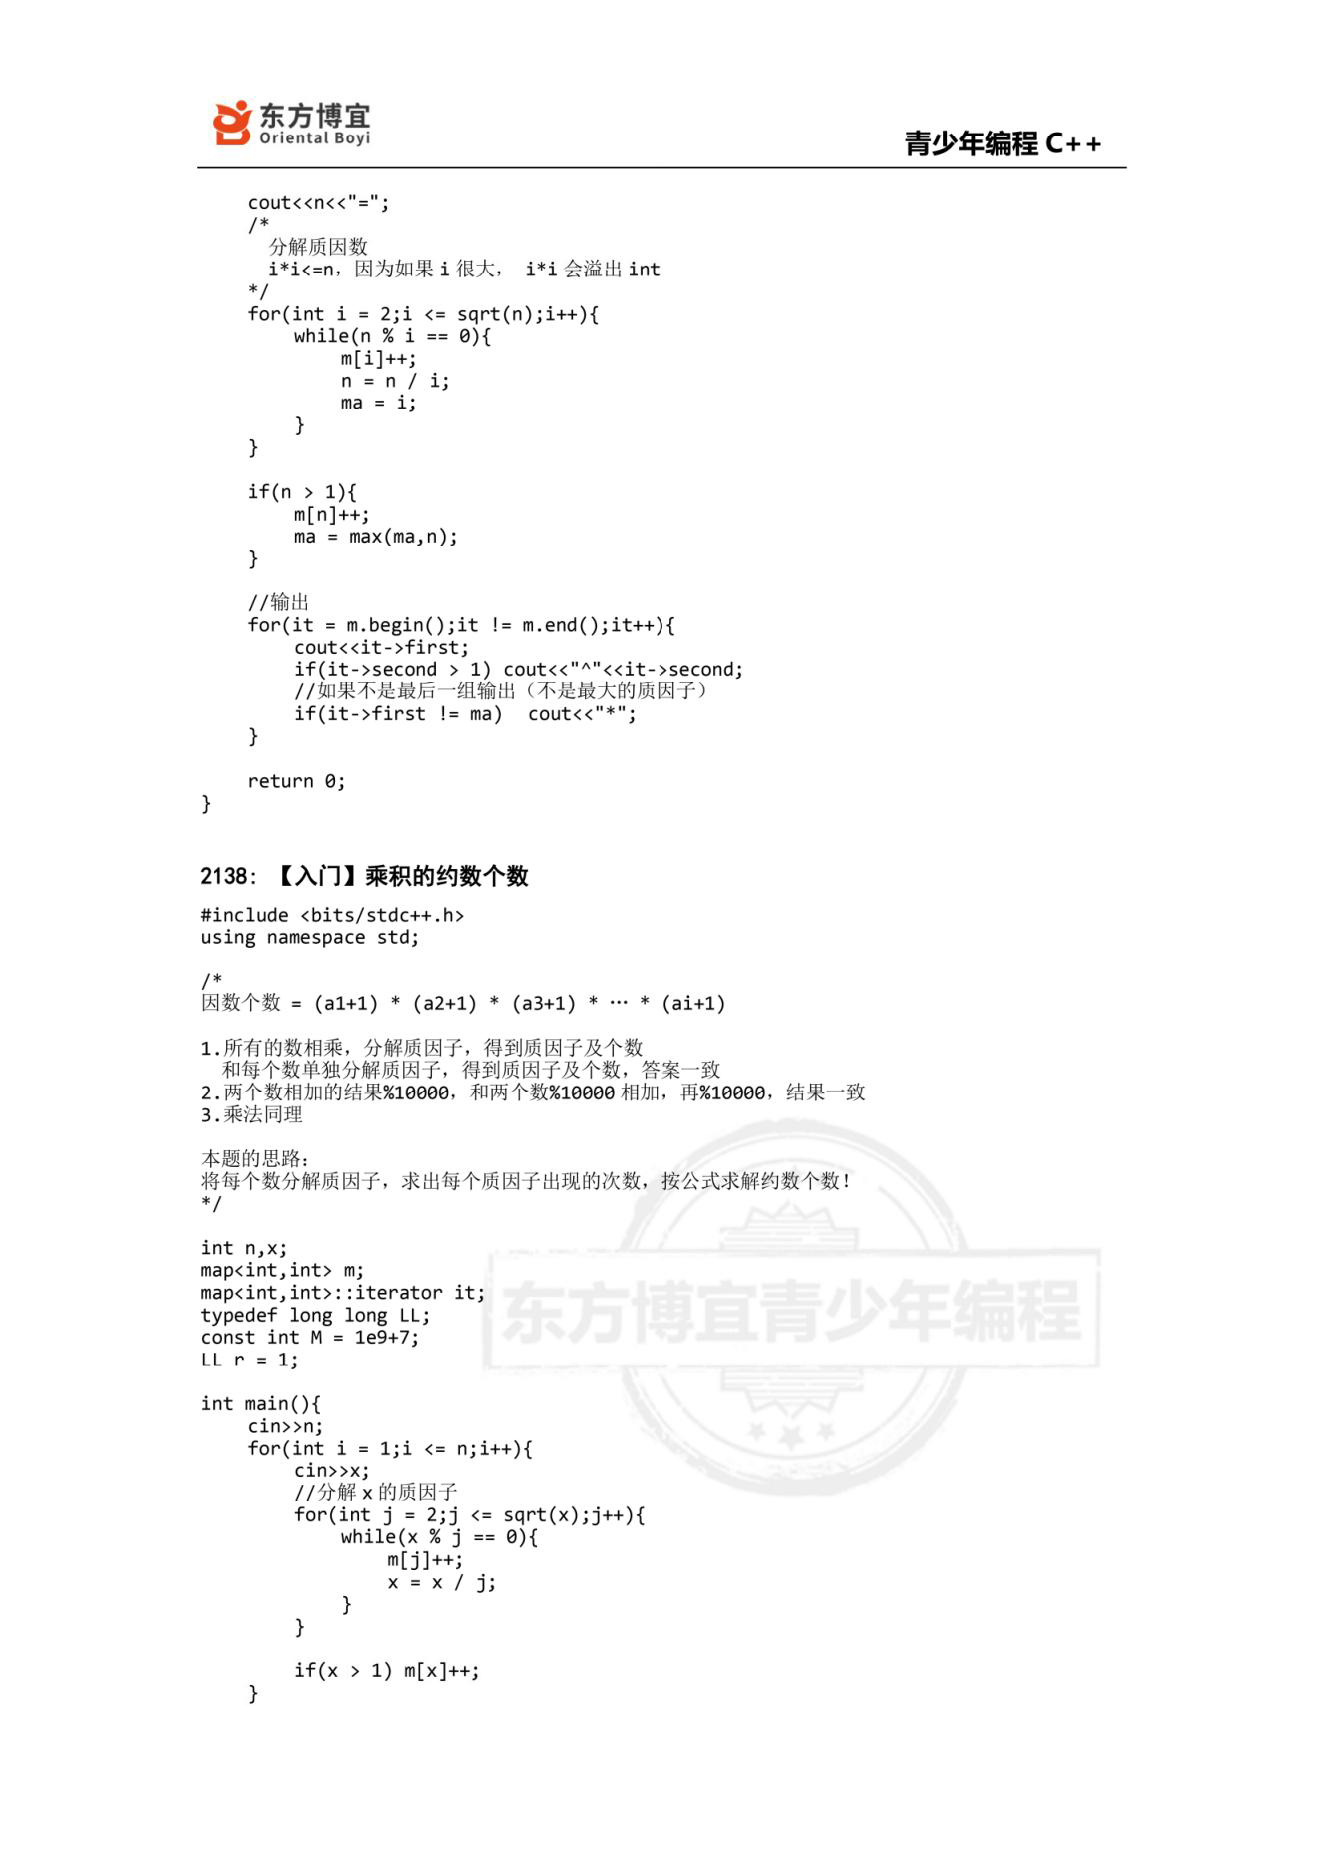 东方博宜
Oriental Boyi
青少年编程 C++
cout<<n<<"=";
/*
分解质因数
i*i<=n，因为如果 i 很大， i*i 会溢出 int
*/
for(int i = 2;i <= sqrt(n);i++){
while(n % i == 0){
m[i]++;
n = n / i;
ma = i;
}
}
if(n > 1){
m[n]++;
ma = max(ma,n);
}
//输出
for(it = m.begin();it != m.end();it++){
cout<<it->first;
if(it->second > 1) cout<<"^"<<it->second;
//如果不是最后一组输出（不是最大的质因子）
if(it->first != ma)  cout<<"*";
}
return 0;
}
2138: 【入门】乘积的约数个数
#include <bits/stdc++.h>
using namespace std;
/*
因数个数 = (a1+1) * (a2+1) * (a3+1) * … * (ai+1)
1.所有的数相乘，分解质因子，得到质因子及个数
和每个数单独分解质因子，得到质因子及个数，答案一致
2.两个数相加的结果%10000，和两个数%10000 相加，再%10000，结果一致
3.乘法同理
本题的思路：
将每个数分解质因子，求出每个质因子出现的次数，按公式求解约数个数！
*/
int n,x;
map<int,int> m;
map<int,int>::iterator it;
typedef long long LL;
const int M = 1e9+7;
LL r = 1;
东方博宜青少年编程
int main(){
cin>>n;
for(int i = 1;i <= n;i++){
cin>>x;
//分解 x 的质因子
for(int j = 2;j <= sqrt(x);j++){
while(x % j == 0){
m[j]++;
x = x / j;
}
}
if(x > 1) m[x]++;
}